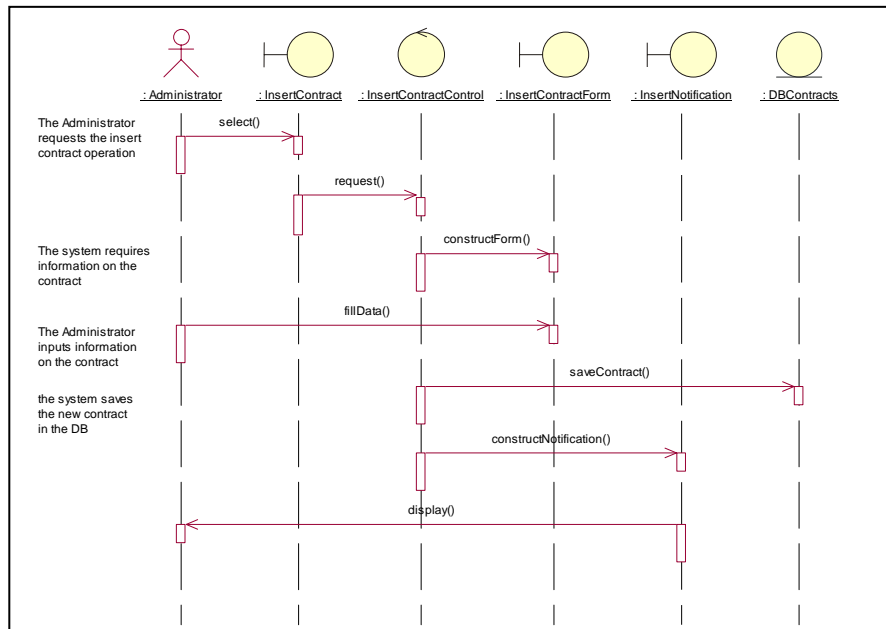 : Administrator
: InsertContract
: InsertContractControl
: InsertContractForm
: InsertNotification
: DBContracts
The Administrator
requests the insert
contract operation
select()
request()
The system requires
information on the
contract
constructForm()
The Administrator
inputs information
on the contract
fillData()
the system saves
the new contract
in the DB
saveContract()
constructNotification()
display()